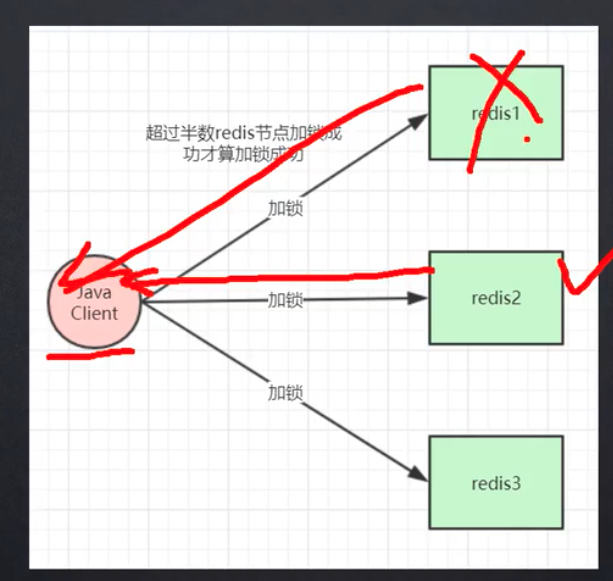 超过半数redis节点加锁成
功才算加锁成功
redis1
加锁
Java
Client
加锁
redis2
加锁
redis3